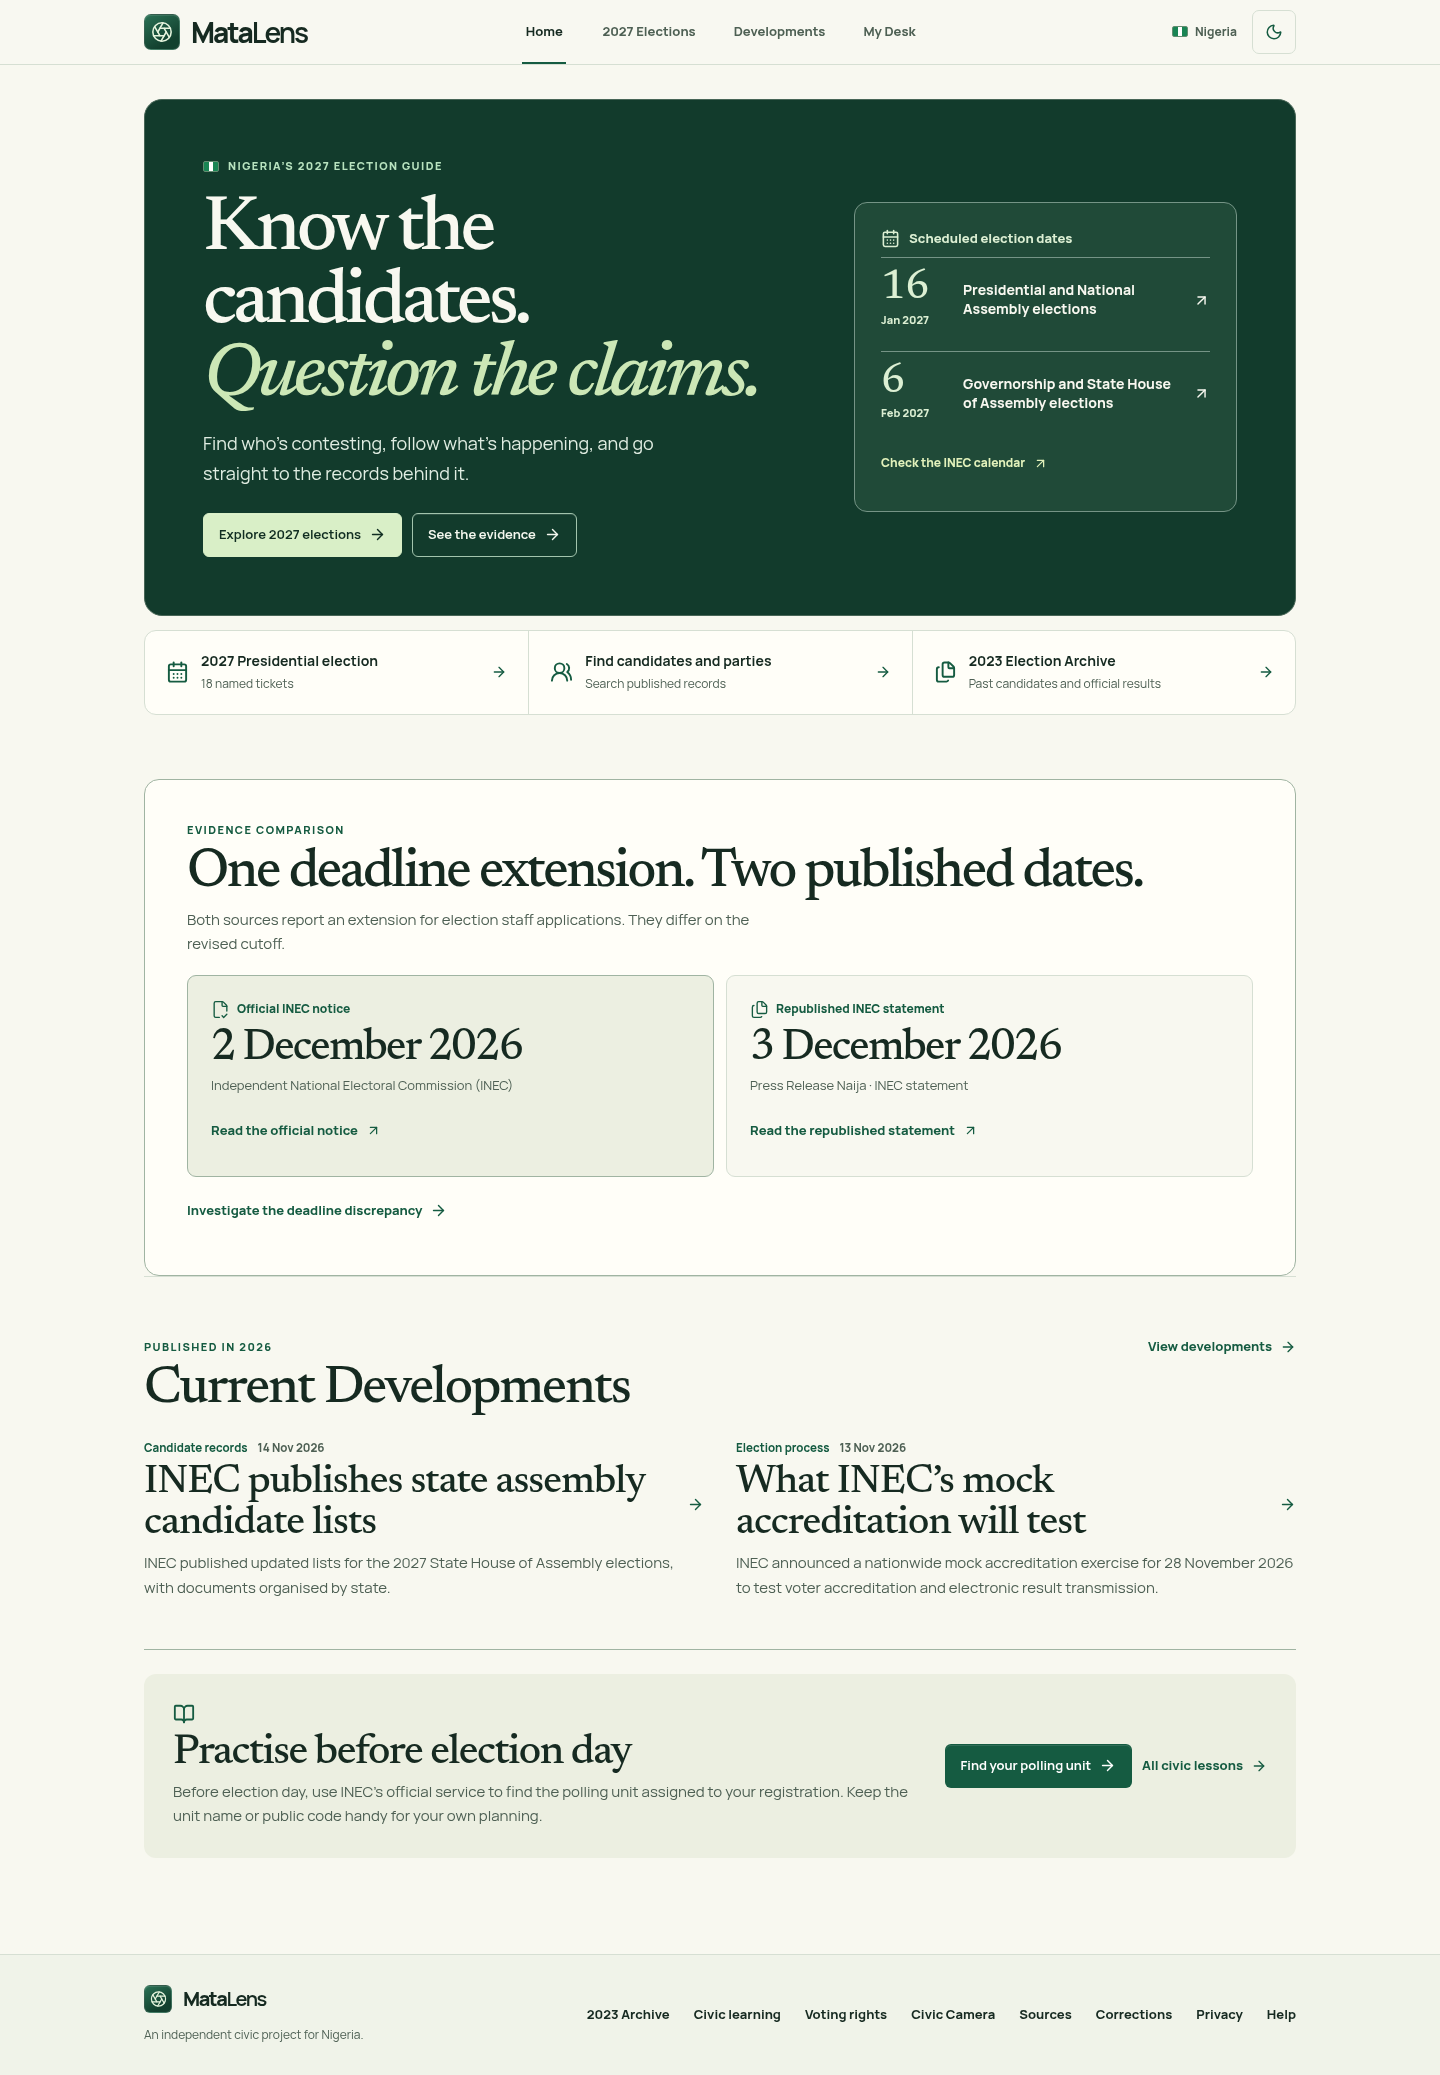 MataLens
Home
2027 Elections
Developments
My Desk
Nigeria
NIGERIA'S 2027 ELECTION GUIDE
Know the
candidates.
Question the claims.
Find who's contesting, follow what's happening, and go
straight to the records behind it.
Explore 2027 elections
See the evidence
Scheduled election dates
16
Jan 2027
Presidential and National
Assembly elections
6
Feb 2027
Governorship and State House
of Assembly elections
Check the INEC calendar
2027 Presidential election
18 named tickets
Find candidates and parties
Search published records
2023 Election Archive
Past candidates and official results
EVIDENCE COMPARISON
One deadline extension. Two published dates.
Both sources report an extension for election staff applications. They differ on the
revised cutoff.
Official INEC notice
2 December 2026
Independent National Electoral Commission (INEC)
Read the official notice
Republished INEC statement
3 December 2026
Press Release Naija · INEC statement
Read the republished statement
Investigate the deadline discrepancy
PUBLISHED IN 2026
View developments
Current Developments
Candidate records 14 Nov 2026
INEC publishes state assembly
candidate lists
INEC published updated lists for the 2027 State House of Assembly elections,
with documents organised by state.
Election process 13 Nov 2026
What INEC's mock
accreditation will test
INEC announced a nationwide mock accreditation exercise for 28 November 2026
to test voter accreditation and electronic result transmission.
Practise before election day
Before election day, use INEC's official service to find the polling unit assigned to your registration. Keep the
unit name or public code handy for your own planning.
Find your polling unit
All civic lessons
MataLens
An independent civic project for Nigeria.
2023 Archive
Civic learning
Voting rights
Civic Camera
Sources
Corrections
Privacy
Help